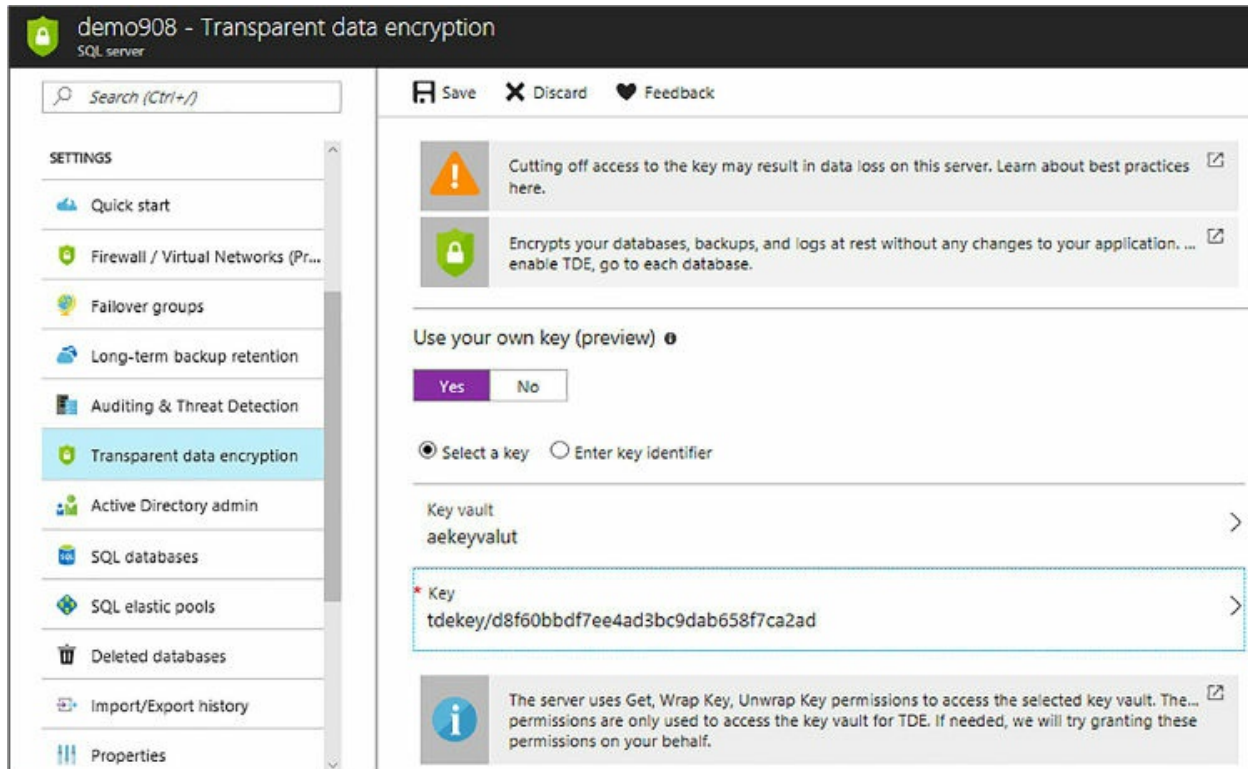 demo908 - Transparent data encryption
SQL server
Search (Ctrl+/)
SETTINGS
Quick start
Firewall / Virtual Networks (Pr...
Failover groups
Long-term backup retention
Auditing & Threat Detection
Transparent data encryption
Active Directory admin
SQL databases
SQL elastic pools
Deleted databases
Import/Export history
Properties
Save Discard Feedback
Cutting off access to the key may result in data loss on this server. Learn about best practices
here.
Encrypts your databases, backups, and logs at rest without any changes to your application. ...
enable TDE, go to each database.
Use your own key (preview)
Yes No
Select a key Enter key identifier
Key vault
aekeyvalut
* Key
tdekey/d8f60bbdf7ee4ad3bc9dab658f7ca2ad
The server uses Get, Wrap Key, Unwrap Key permissions to access the selected key vault. The...
permissions are only used to access the key vault for TDE. If needed, we will try granting these
permissions on your behalf.